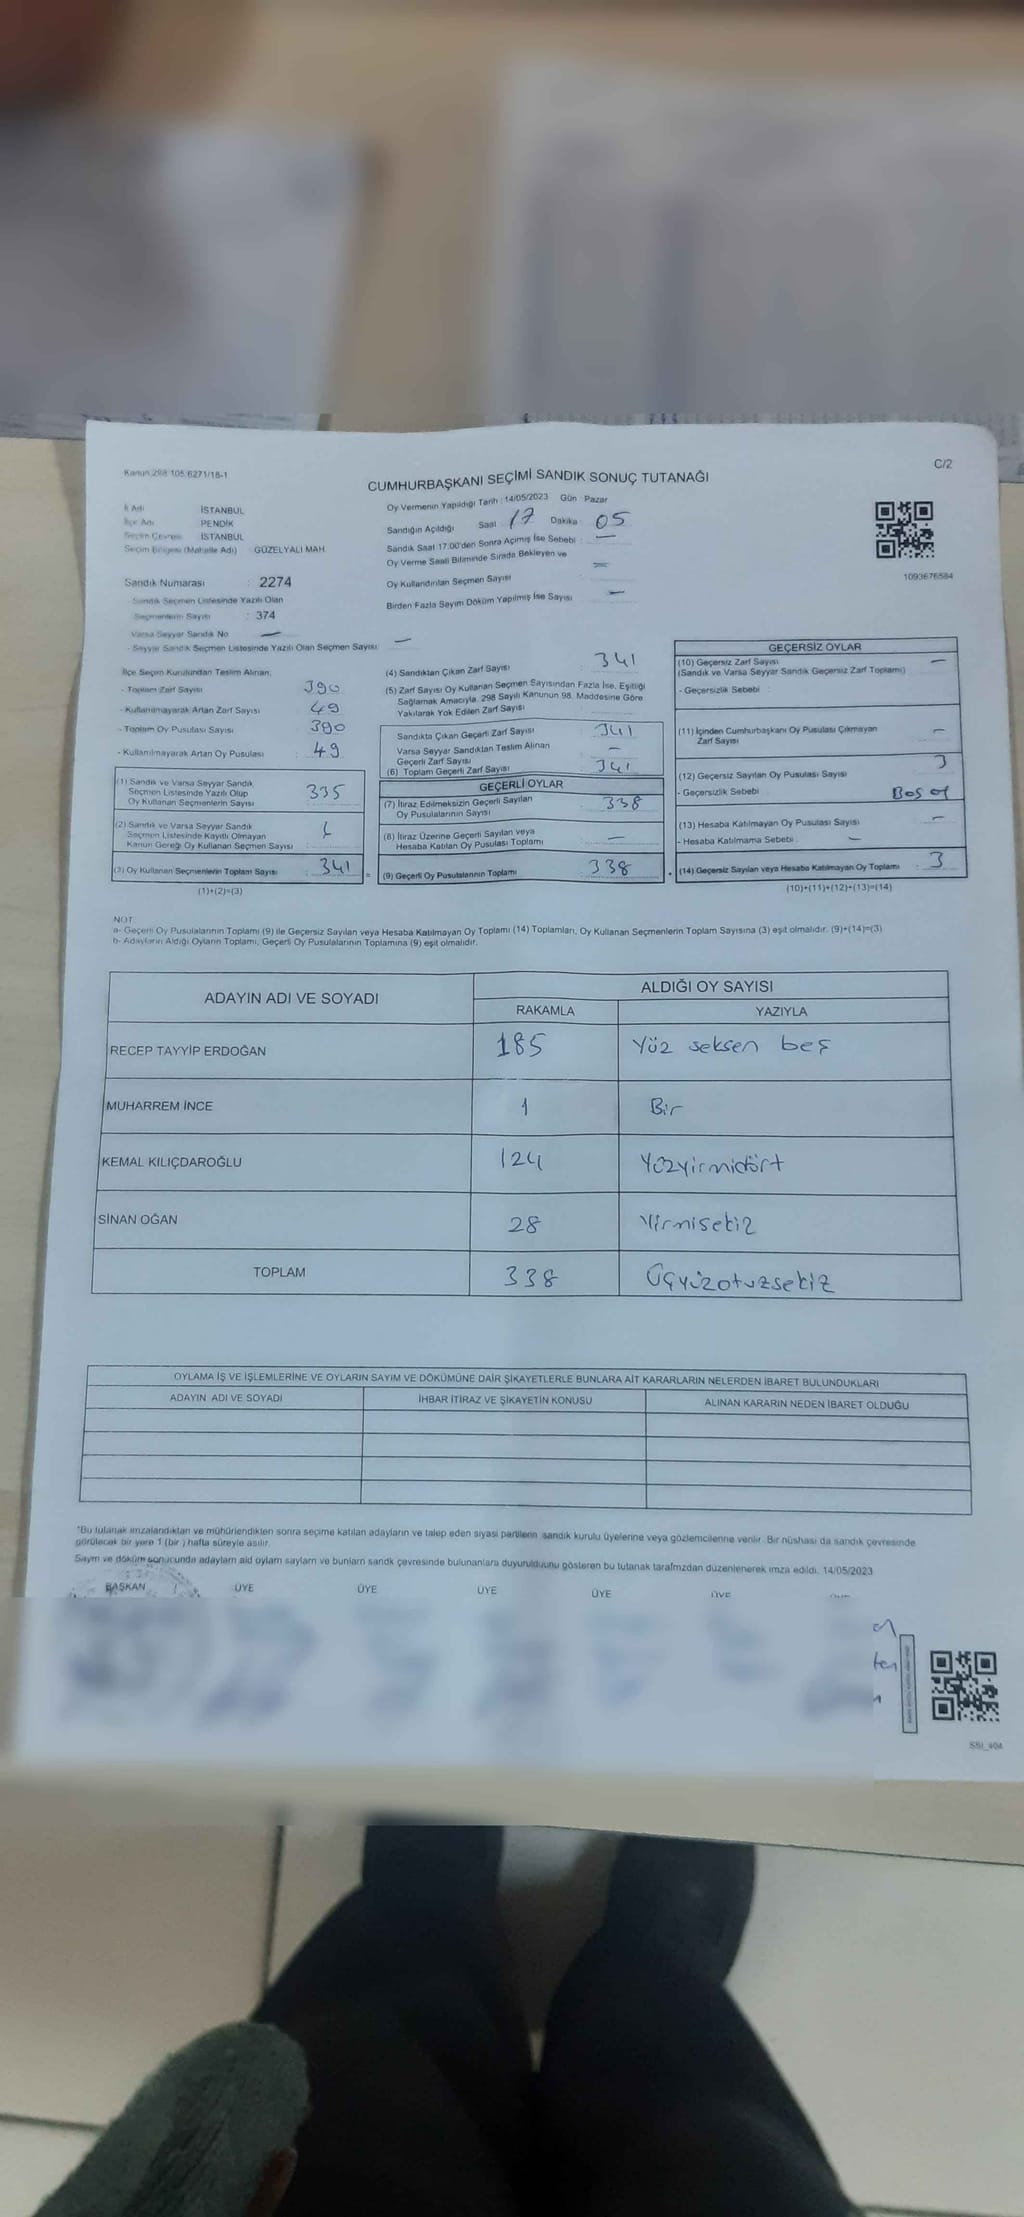 Kanun:298 105 6271/18-1
C/2
CUMHURBAŞKANI SEÇİMİ SANDIK SONUÇ TUTANAĞI
İl Adı İSTANBUL
İlçe Adı PENDİK
Seçim Çevresi İSTANBUL
Seçim Bölgesi (Mahalle Adı) GÜZELYALI MAH.
Sandık Numarası : 2274
Sandık Seçmen Listesinde Yazılı Olan
Seçmenlerin Sayısı : 374
Varsa Seyyar Sandık No —
- Seyyar Sandık Seçmen Listesinde Yazılı Olan Seçmen Sayısı: —
Oy Vermenin Yapıldığı Tarih : 14/05/2023 Gün Pazar
Sandığın Açıldığı Saat : 17 Dakika : 05
Sandık Saat 17:00'den Sonra Açımış İse Sebebi : —
Oy Verme Saati Bitiminde Sırada Bekleyen ve
Oy Kullandırılan Seçmen Sayısı —
Birden Fazla Sayım Döküm Yapılmış İse Sayısı —
1093676584
İlçe Seçim Kurulundan Teslim Alınan;
- Toplam Zarf Sayısı 390
- Kullanılmayarak Artan Zarf Sayısı 49
- Toplam Oy Pusulası Sayısı 390
- Kullanılmayarak Artan Oy Pusulası 49
(1) Sandık ve Varsa Seyyar Sandık
Seçmen Listesinde Yazılı Olup
Oy Kullanan Seçmenlerin Sayısı : 335
(2) Sandık ve Varsa Seyyar Sandık
Seçmen Listesinde Kayıtlı Olmayan
Kanun Gereği Oy Kullanan Seçmen Sayısı :
(3) Oy Kullanan Seçmenlerin Toplam Sayısı : 341
(1)+(2)=(3)
(4) Sandıktan Çıkan Zarf Sayısı : 341
(5) Zarf Sayısı Oy Kullanan Seçmen Sayısından Fazla İse, Eşitliği
Sağlamak Amacıyla, 298 Sayılı Kanunun 98. Maddesine Göre
Yakılarak Yok Edilen Zarf Sayısı
Sandıkta Çıkan Geçerli Zarf Sayısı : 341
Varsa Seyyar Sandıktan Teslim Alınan
Geçerli Zarf Sayısı : —
(6) Toplam Geçerli Zarf Sayısı : 341
GEÇERLİ OYLAR
(7) İtiraz Edilmeksizin Geçerli Sayılan
Oy Pusulalarının Sayısı : 338
(8) İtiraz Üzerine Geçerli Sayılan veya
Hesaba Katılan Oy Pusulası Toplamı : —
(9) Geçerli Oy Pusulalarının Toplamı : 338
GEÇERSİZ OYLAR
(10) Geçersiz Zarf Sayısı —
(Sandık ve Varsa Seyyar Sandık Geçersiz Zarf Toplamı)
- Geçersizlik Sebebi :
(11) İçinden Cumhurbaşkanı Oy Pusulası Çıkmayan
Zarf Sayısı —
(12) Geçersiz Sayılan Oy Pusulası Sayısı : 3
- Geçersizlik Sebebi : Boş oy
(13) Hesaba Katılmayan Oy Pusulası Sayısı : —
- Hesaba Katılmama Sebebi : —
(14) Geçersiz Sayılan veya Hesaba Katılmayan Oy Toplamı : 3
(10)+(11)+(12)+(13)=(14)
NOT
a- Geçerli Oy Pusulalarının Toplamı (9) ile Geçersiz Sayılan veya Hesaba Katılmayan Oy Toplamı (14) Toplamları, Oy Kullanan Seçmenlerin Toplam Sayısına (3) eşit olmalıdır. (9)+(14)=(3)
b- Adayların Aldığı Oyların Toplamı, Geçerli Oy Pusulalarının Toplamına (9) eşit olmalıdır.
ADAYIN ADI VE SOYADI
ALDIĞI OY SAYISI
RAKAMLA YAZIYLA
RECEP TAYYİP ERDOĞAN 185 Yüz seksen beş
MUHARREM İNCE 1 Bir
KEMAL KILIÇDAROĞLU 124 Yüzyirmidört
SİNAN OĞAN 28 Yirmisekiz
TOPLAM 338 Üçyüzotuzsekiz
OYLAMA İŞ VE İŞLEMLERİNE VE OYLARIN SAYIM VE DÖKÜMÜNE DAİR ŞİKAYETLERLE BUNLARA AİT KARARLARIN NELERDEN İBARET BULUNDUKLARI
ADAYIN ADI VE SOYADI İHBAR İTİRAZ VE ŞİKAYETİN KONUSU ALINAN KARARIN NEDEN İBARET OLDUĞU
*Bu tutanak imzalandıktan ve mühürlendikten sonra seçime katılan adayların ve talep eden siyasi partilerin sandık kurulu üyelerine veya gözlemcilerine verilir. Bir nüshası da sandık çevresinde
görülecek bir yere 1 (bir ) hafta süreyle asılır.
Sayım ve döküm sonucunda adayların aldı oyların sayları ve bunların sandk çevresinde bulunanlara duyurulduunu gösteren bu tutanak tarafmzdan düzenlenerek imza edildi. 14/05/2023
BAŞKAN ÜYE ÜYE ÜYE ÜYE ÜYE